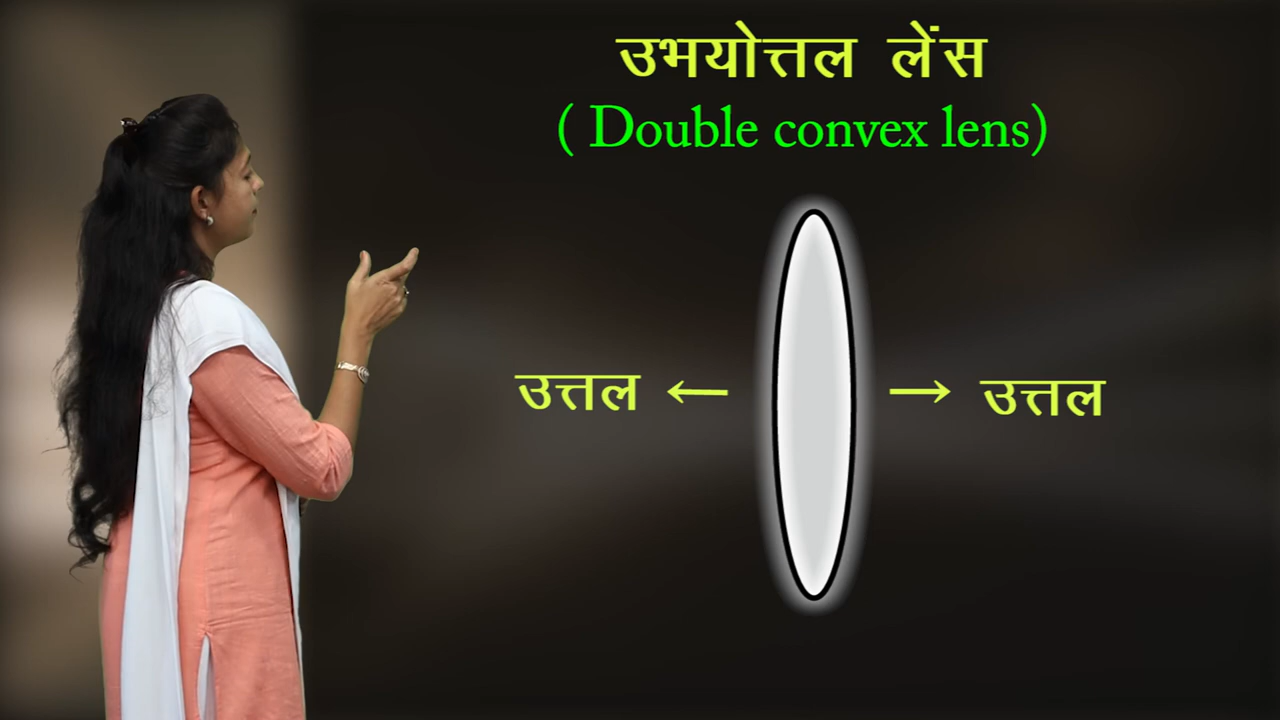 उभयोत्तल लेंस
( Double convex lens)
उत्तल ← → उत्तल